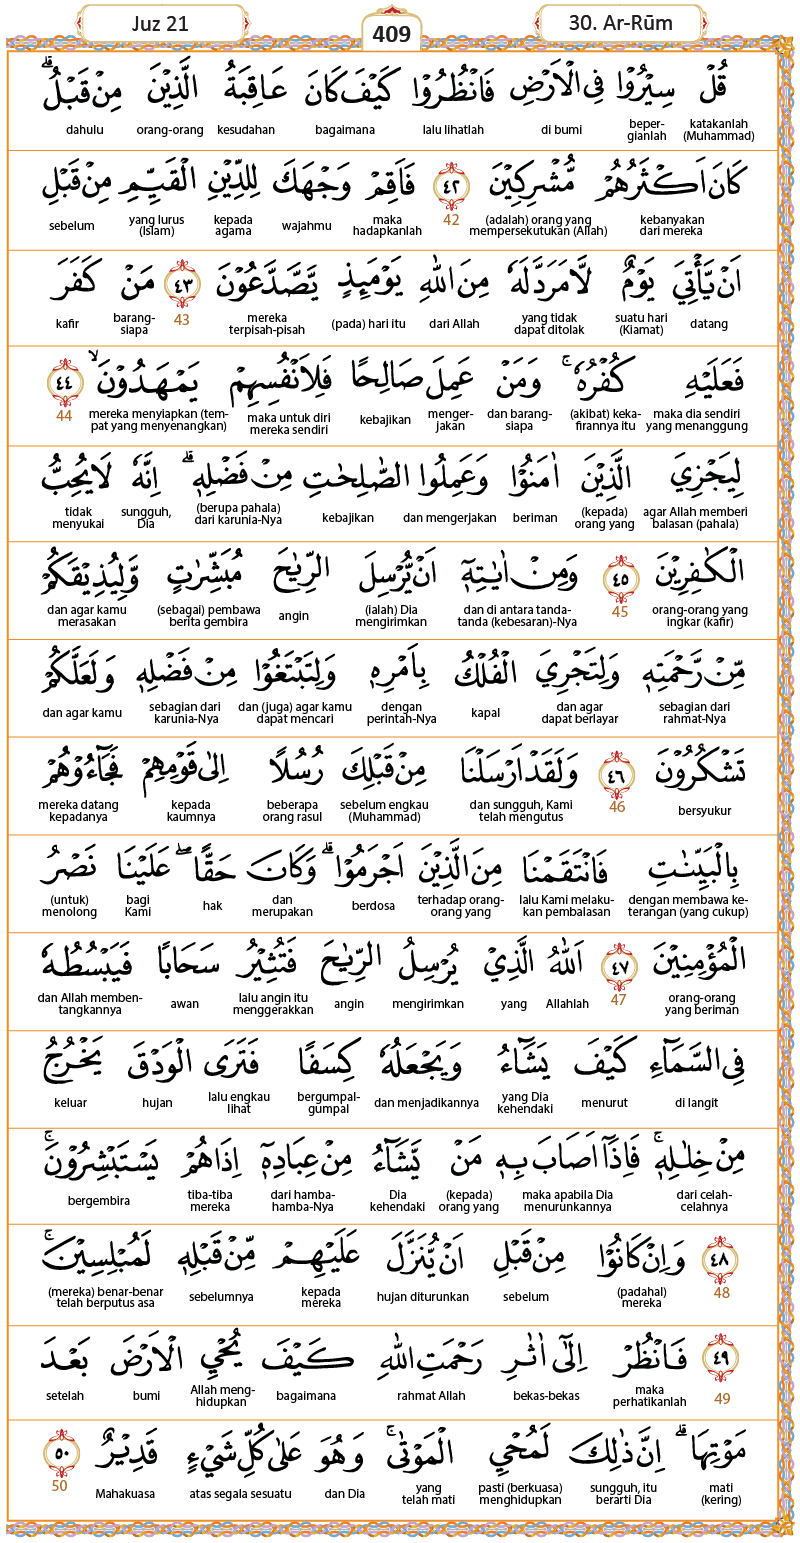 Juz 21
409
30. Ar-Rūm
قُلْ سِيْرُوْا فِى الْاَرْضِ فَانْظُرُوْا كَيْفَ كَانَ عَاقِبَةُ الَّذِيْنَ مِنْ قَبْلُۗ
katakanlah (Muhammad) beper-gianlah di bumi lalu lihatlah bagaimana kesudahan orang-orang dahulu
كَانَ اَكْثَرُهُمْ مُّشْرِكِيْنَ ٤٢ فَاَقِمْ وَجْهَكَ لِلدِّيْنِ الْقَيِّمِ مِنْ قَبْلِ
kebanyakan dari mereka (adalah) orang yang mempersekutukan (Allah) 42 maka hadapkanlah wajahmu kepada agama yang lurus (Islam) sebelum
اَنْ يَّأْتِيَ يَوْمٌ لَّا مَرَدَّ لَهٗ مِنَ اللّٰهِ يَوْمَىِٕذٍ يَّصَّدَّعُوْنَ ٤٣ مَنْ كَفَرَ
datang suatu hari (Kiamat) yang tidak dapat ditolak dari Allah (pada) hari itu mereka terpisah-pisah 43 barang-siapa kafir
فَعَلَيْهِ كُفْرُهٗۚ وَمَنْ عَمِلَ صَالِحًا فَلِاَنْفُسِهِمْ يَمْهَدُوْنَۙ ٤٤
maka dia sendiri yang menanggung (akibat) keka-firannya itu dan barang-siapa menger-jakan kebajikan maka untuk diri mereka sendiri mereka menyiapkan (tem-pat yang menyenangkan) 44
لِيَجْزِيَ الَّذِيْنَ اٰمَنُوْا وَعَمِلُوا الصّٰلِحٰتِ مِنْ فَضْلِهٖۗ اِنَّهٗ لَا يُحِبُّ
agar Allah memberi balasan (pahala) (kepada) orang yang beriman dan mengerjakan kebajikan (berupa pahala) dari karunia-Nya sungguh, Dia tidak menyukai
الْكٰفِرِيْنَ ٤٥ وَمِنْ اٰيٰتِهٖٓ اَنْ يُّرْسِلَ الرِّيٰحَ مُبَشِّرٰتٍ وَّلِيُذِيْقَكُمْ
orang-orang yang ingkar (kafir) 45 dan di antara tanda-tanda (kebesaran)-Nya (ialah) Dia mengirimkan angin (sebagai) pembawa berita gembira dan agar kamu merasakan
مِّنْ رَّحْمَتِهٖ وَلِتَجْرِيَ الْفُلْكُ بِاَمْرِهٖ وَلِتَبْتَغُوْا مِنْ فَضْلِهٖ وَلَعَلَّكُمْ
sebagian dari rahmat-Nya dan agar dapat berlayar kapal dengan perintah-Nya dan (juga) agar kamu dapat mencari sebagian dari karunia-Nya dan agar kamu
تَشْكُرُوْنَ ٤٦ وَلَقَدْ اَرْسَلْنَا مِنْ قَبْلِكَ رُسُلًا اِلٰى قَوْمِهِمْ فَجَاۤءُوْهُمْ
bersyukur 46 dan sungguh, Kami telah mengutus sebelum engkau (Muhammad) beberapa orang rasul kepada kaumnya mereka datang kepadanya
بِالْبَيِّنٰتِ فَانْتَقَمْنَا مِنَ الَّذِيْنَ اَجْرَمُوْاۗ وَكَانَ حَقًّاۖ عَلَيْنَا نَصْرُ
dengan membawa ke-terangan (yang cukup) lalu Kami melaku-kan pembalasan terhadap orang-orang yang berdosa dan merupakan hak bagi Kami (untuk) menolong
الْمُؤْمِنِيْنَ ٤٧ اَللّٰهُ الَّذِيْ يُرْسِلُ الرِّيٰحَ فَتُثِيْرُ سَحَابًا فَيَبْسُطُهٗ
orang-orang yang beriman 47 Allahlah yang mengirimkan angin lalu angin itu menggerakkan awan dan Allah memben-tangkannya
فِى السَّمَاۤءِ كَيْفَ يَشَاۤءُ وَيَجْعَلُهٗ كِسَفًا فَتَرَى الْوَدْقَ يَخْرُجُ
di langit menurut yang Dia kehendaki dan menjadikannya bergumpal-gumpal lalu engkau lihat hujan keluar
مِنْ خِلٰلِهٖۚ فَاِذَآ اَصَابَ بِهٖ مَنْ يَّشَاۤءُ مِنْ عِبَادِهٖٓ اِذَا هُمْ يَسْتَبْشِرُوْنَۚ
dari celah-celahnya maka apabila Dia menurunkannya (kepada) orang yang Dia kehendaki dari hamba-hamba-Nya tiba-tiba mereka bergembira
٤٨ وَاِنْ كَانُوْا مِنْ قَبْلِ اَنْ يُّنَزَّلَ عَلَيْهِمْ مِّنْ قَبْلِهٖ لَمُبْلِسِيْنَۚ
48 (padahal) mereka sebelum hujan diturunkan kepada mereka sebelumnya (mereka) benar-benar telah berputus asa
٤٩ فَانْظُرْ اِلٰٓى اٰثٰرِ رَحْمَتِ اللّٰهِ كَيْفَ يُحْيِ الْاَرْضَ بَعْدَ
49 maka perhatikanlah bekas-bekas rahmat Allah bagaimana Allah meng-hidupkan bumi setelah
مَوْتِهَاۗ اِنَّ ذٰلِكَ لَمُحْيِ الْمَوْتٰىۚ وَهُوَ عَلٰى كُلِّ شَيْءٍ قَدِيْرٌ ٥٠
mati (kering) sungguh, itu berarti Dia pasti (berkuasa) menghidupkan yang telah mati dan Dia atas segala sesuatu Mahakuasa 50